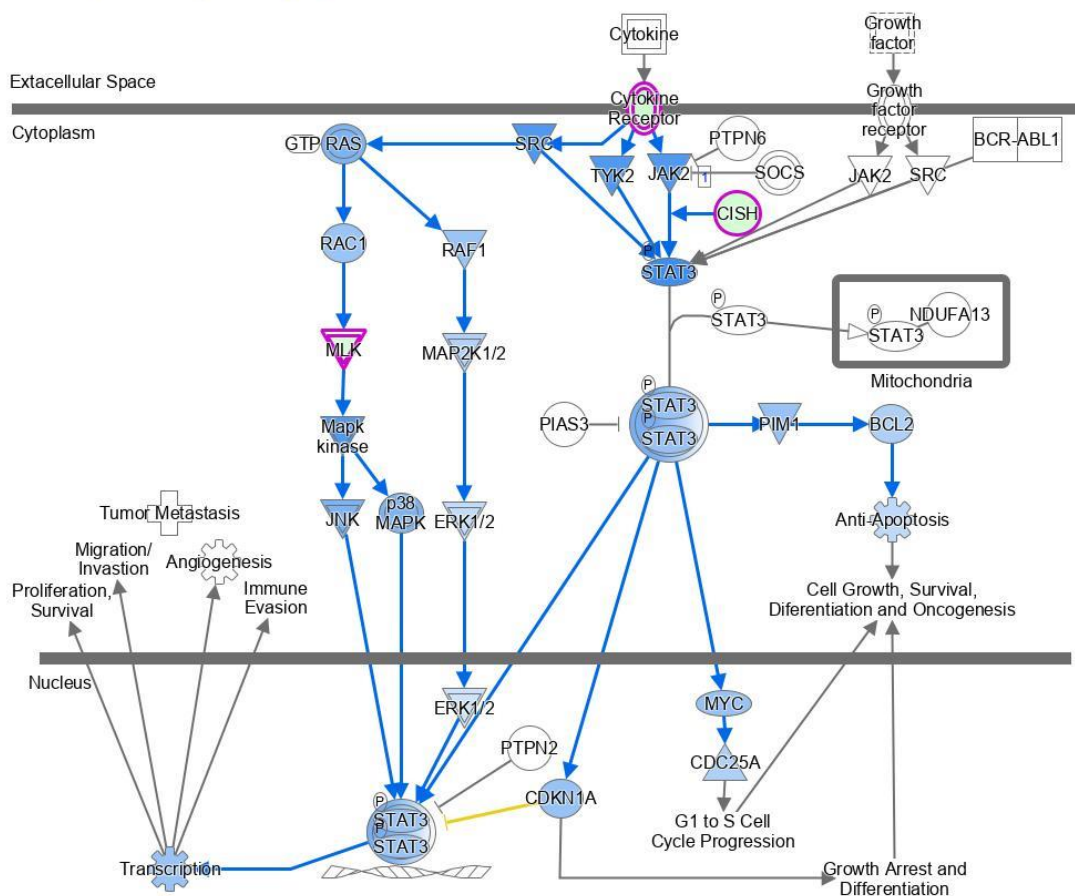 Cytokine
Growth
factor
Extacellular Space
Cytokine
Receptor
Growth
factor
receptor
Cytoplasm
GTP RAS
SRC
PTPN6
BCR-ABL1
TYK2
JAK2
1
SOCS
JAK2
SRC
CISH
RAC1
RAF1
P
STAT3
P
STAT3
P
STAT3
NDUFA13
Mitochondria
MLK
MAP2K1/2
P
STAT3
P
STAT3
PIAS3
PIM1
BCL2
Mapk
kinase
JNK
p38
MAPK
ERK1/2
Anti-Apoptosis
Tumor Metastasis
Migration/
Invastion
Angiogenesis
Proliferation,
Survival
Immune
Evasion
Cell Growth, Survival,
Diferentiation and Oncogenesis
Nucleus
ERK1/2
MYC
PTPN2
CDC25A
CDKN1A
P
STAT3
P
STAT3
G1 to S Cell
Cycle Progression
Transcription
Growth Arrest and
Differentiation